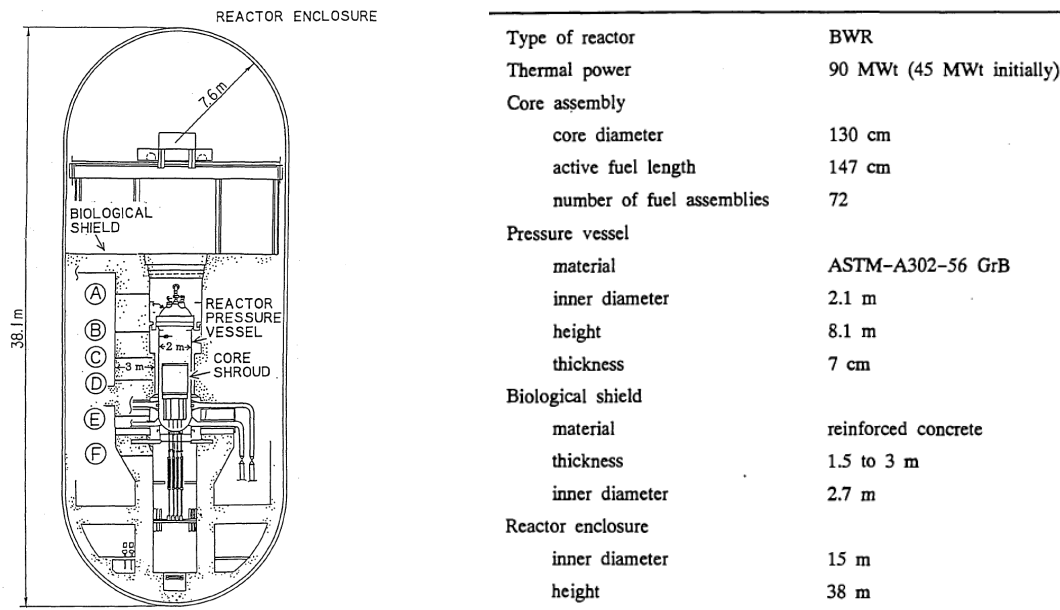 REACTOR ENCLOSURE
7.6m
BIOLOGICAL
SHIELD
A
REACTOR
PRESSURE
VESSEL
B
2 m
38.1m
C
3 m
CORE
SHROUD
D
E
F
Type of reactor BWR
Thermal power 90 MWt (45 MWt initially)
Core assembly
core diameter 130 cm
active fuel length 147 cm
number of fuel assemblies 72
Pressure vessel
material ASTM-A302-56 GrB
inner diameter 2.1 m
height 8.1 m
thickness 7 cm
Biological shield
material reinforced concrete
thickness 1.5 to 3 m
inner diameter 2.7 m
Reactor enclosure
inner diameter 15 m
height 38 m